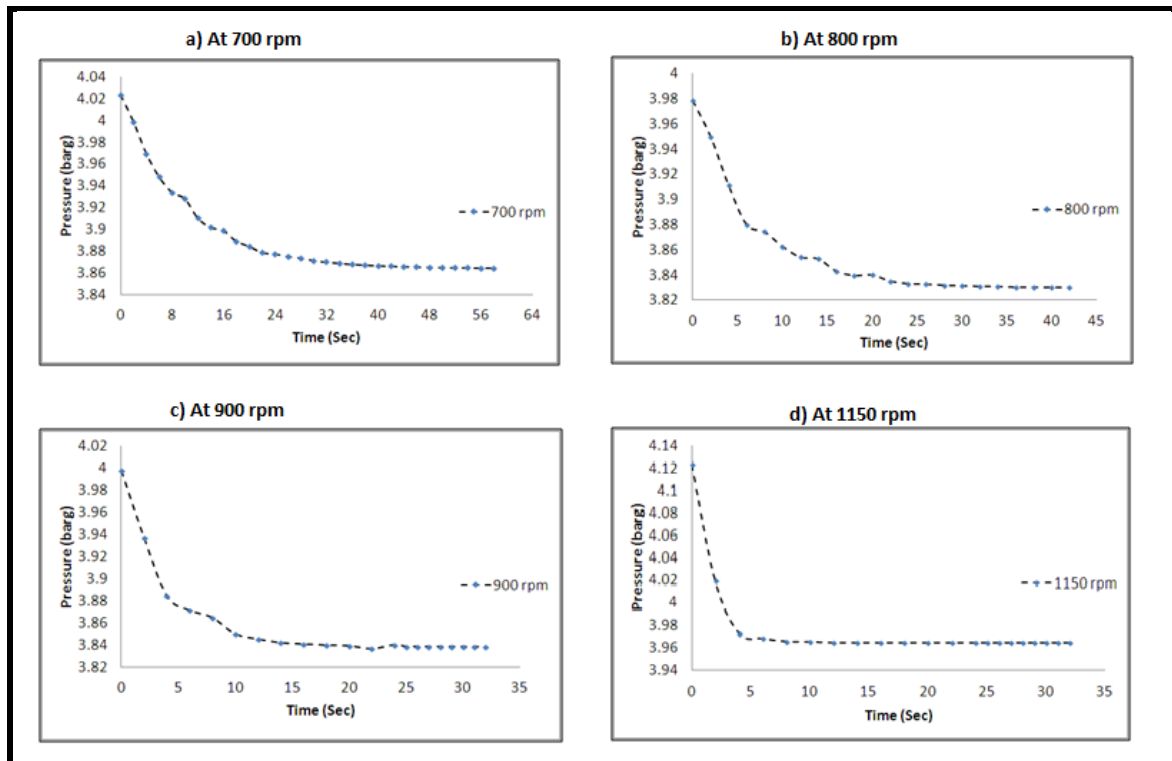 a) At 700 rpm
4.04
4.02
4
3.98
3.96
3.94
3.92
3.9
3.88
3.86
3.84
Pressure (barg)
700 rpm
0 8 16 24 32 40 48 56 64
Time (Sec)
b) At 800 rpm
4
3.98
3.96
3.94
3.92
3.9
3.88
3.86
3.84
3.82
Pressure (barg)
800 rpm
0 5 10 15 20 25 30 35 40 45
Time (Sec)
c) At 900 rpm
4.02
4
3.98
3.96
3.94
3.92
3.9
3.88
3.86
3.84
3.82
Pressure (barg)
900 rpm
0 5 10 15 20 25 30 35
Time (Sec)
d) At 1150 rpm
4.14
4.12
4.1
4.08
4.06
4.04
4.02
4
3.98
3.96
3.94
Pressure (barg)
1150 rpm
0 5 10 15 20 25 30 35
Time (Sec)